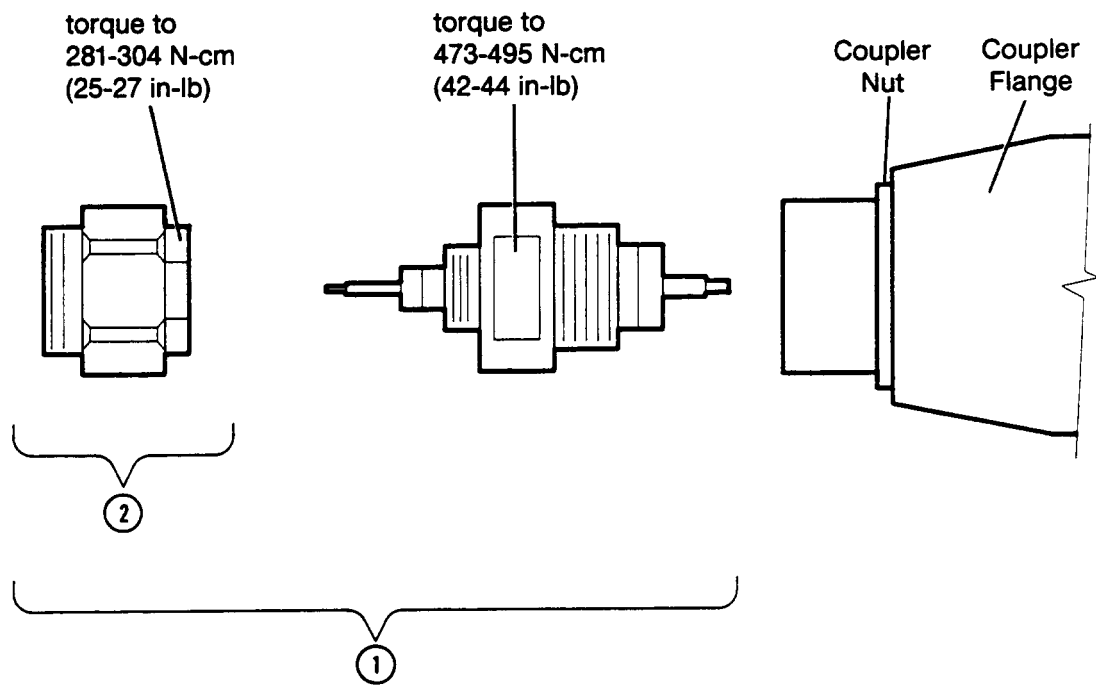 torque to
281-304 N-cm
(25-27 in-lb)
torque to
473-495 N-cm
(42-44 in-lb)
Coupler
Nut
Coupler
Flange
2
1